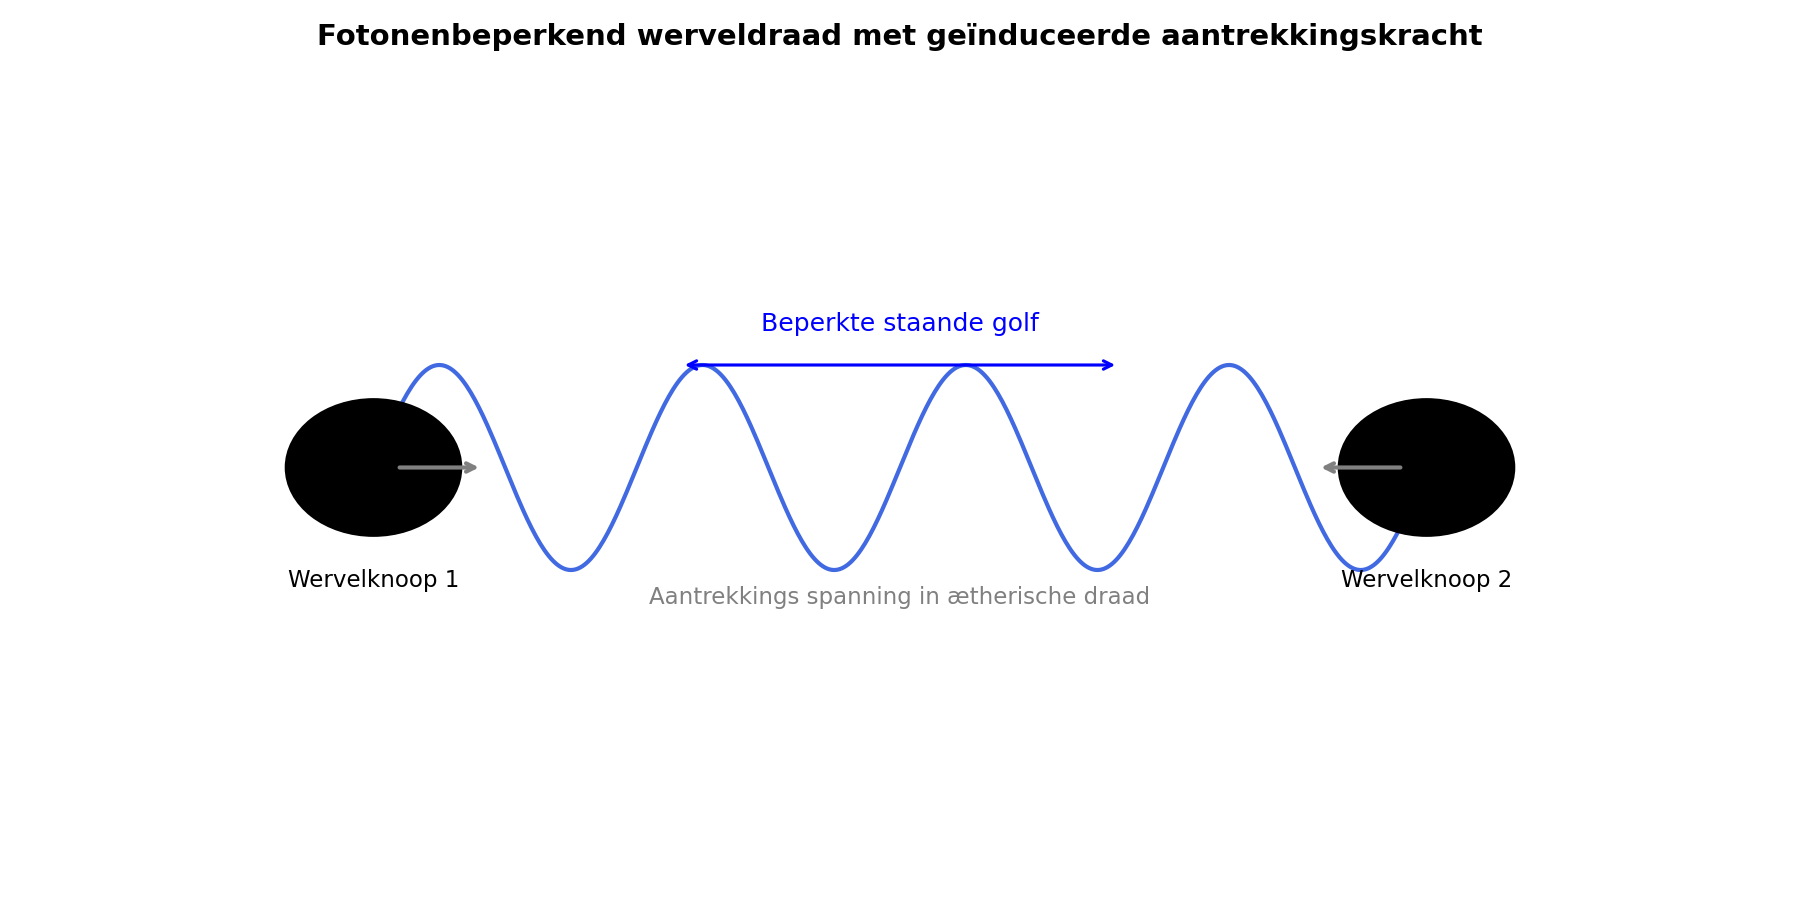 Fotonenbeperkend werveldraad met geïnduceerde aantrekkingskracht
Beperkte staande golf
Wervelknoop 1
Wervelknoop 2
Aantrekkings spanning in ætherische draad